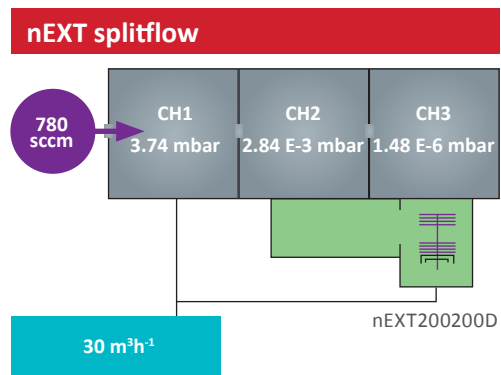 nEXT splitflow
780
sccm
CH1
3.74 mbar
CH2
2.84 E-3 mbar
CH3
1.48 E-6 mbar
nEXT200200D
30 m³h⁻¹